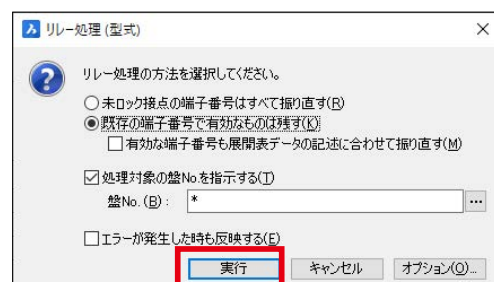 リレー処理 (型式)
リレー処理の方法を選択してください。
未ロック接点の端子番号はすべて振り直す(R)
既存の端子番号で有効なものは残す(K)
有効な端子番号も展開表データの記述に合わせて振り直す(M)
処理対象の盤No.を指示する(T)
盤No.(B): *
...
エラーが発生した時も反映する(E)
実行 キャンセル オプション(O)...